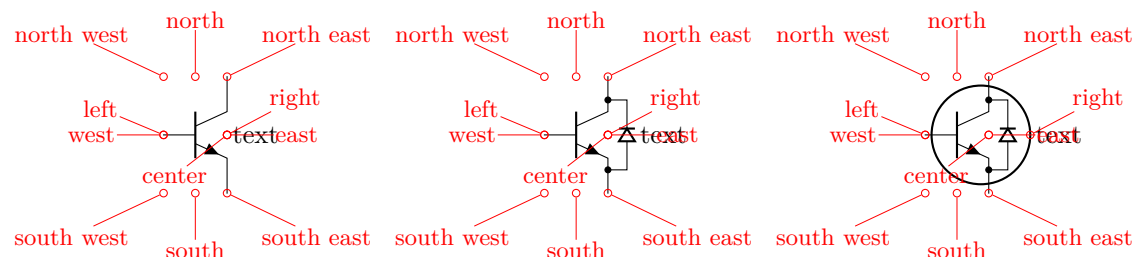 north north north
north west north east north west north east north west north east
right right right
left left left
west text east west text east west text east
center center center
south west south east south west south east south west south east
south south south